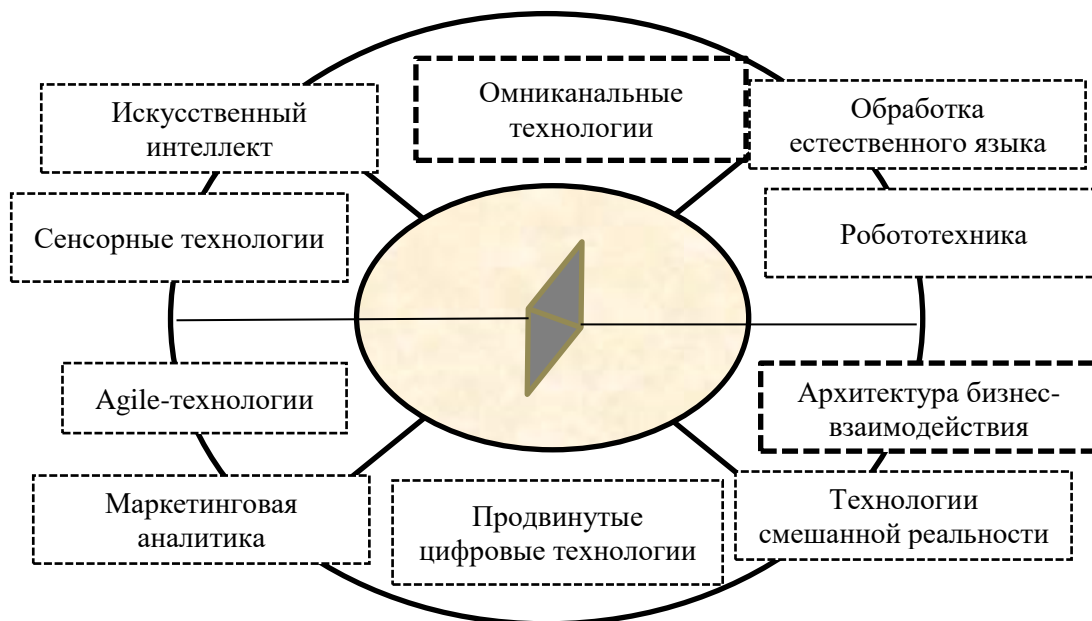 Искусственный
интеллект
Омниканальные
технологии
Обработка
естественного языка
Сенсорные технологии
Робототехника
Agile-технологии
Архитектура бизнес-
взаимодействия
Маркетинговая
аналитика
Продвинутые
цифровые технологии
Технологии
смешанной реальности